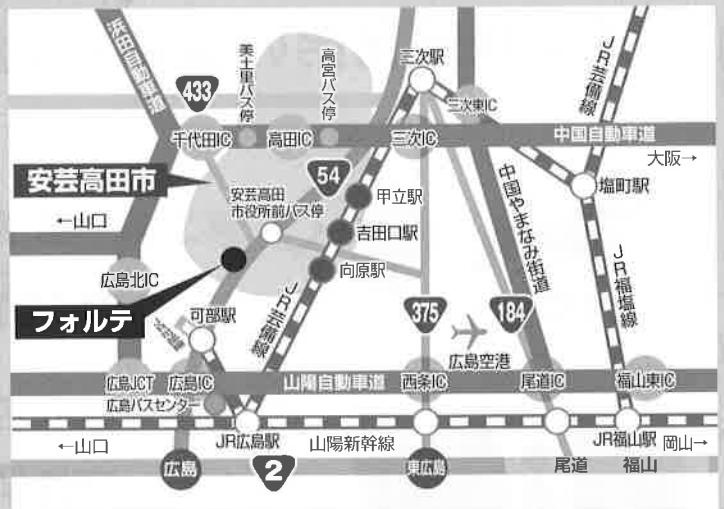 浜田自動車道
433
美土里バス停
高宮バス停
三次駅
JR芸備線
三次東IC
千代田IC
高田IC
三次IC
中国自動車道
大阪→
安芸高田市
54
安芸高田
市役所前バス停
甲立駅
塩町駅
←山口
吉田口駅
中国やまなみ街道
向原駅
広島北IC
フォルテ
JR芸備線
JR福塩線
可部駅
375
184
広島空港
広島JCT
広島IC
山陽自動車道
西条IC
尾道IC
福山東IC
広島バスセンター
JR広島駅
←山口
山陽新幹線
JR福山駅
岡山→
広島
2
東広島
尾道
福山